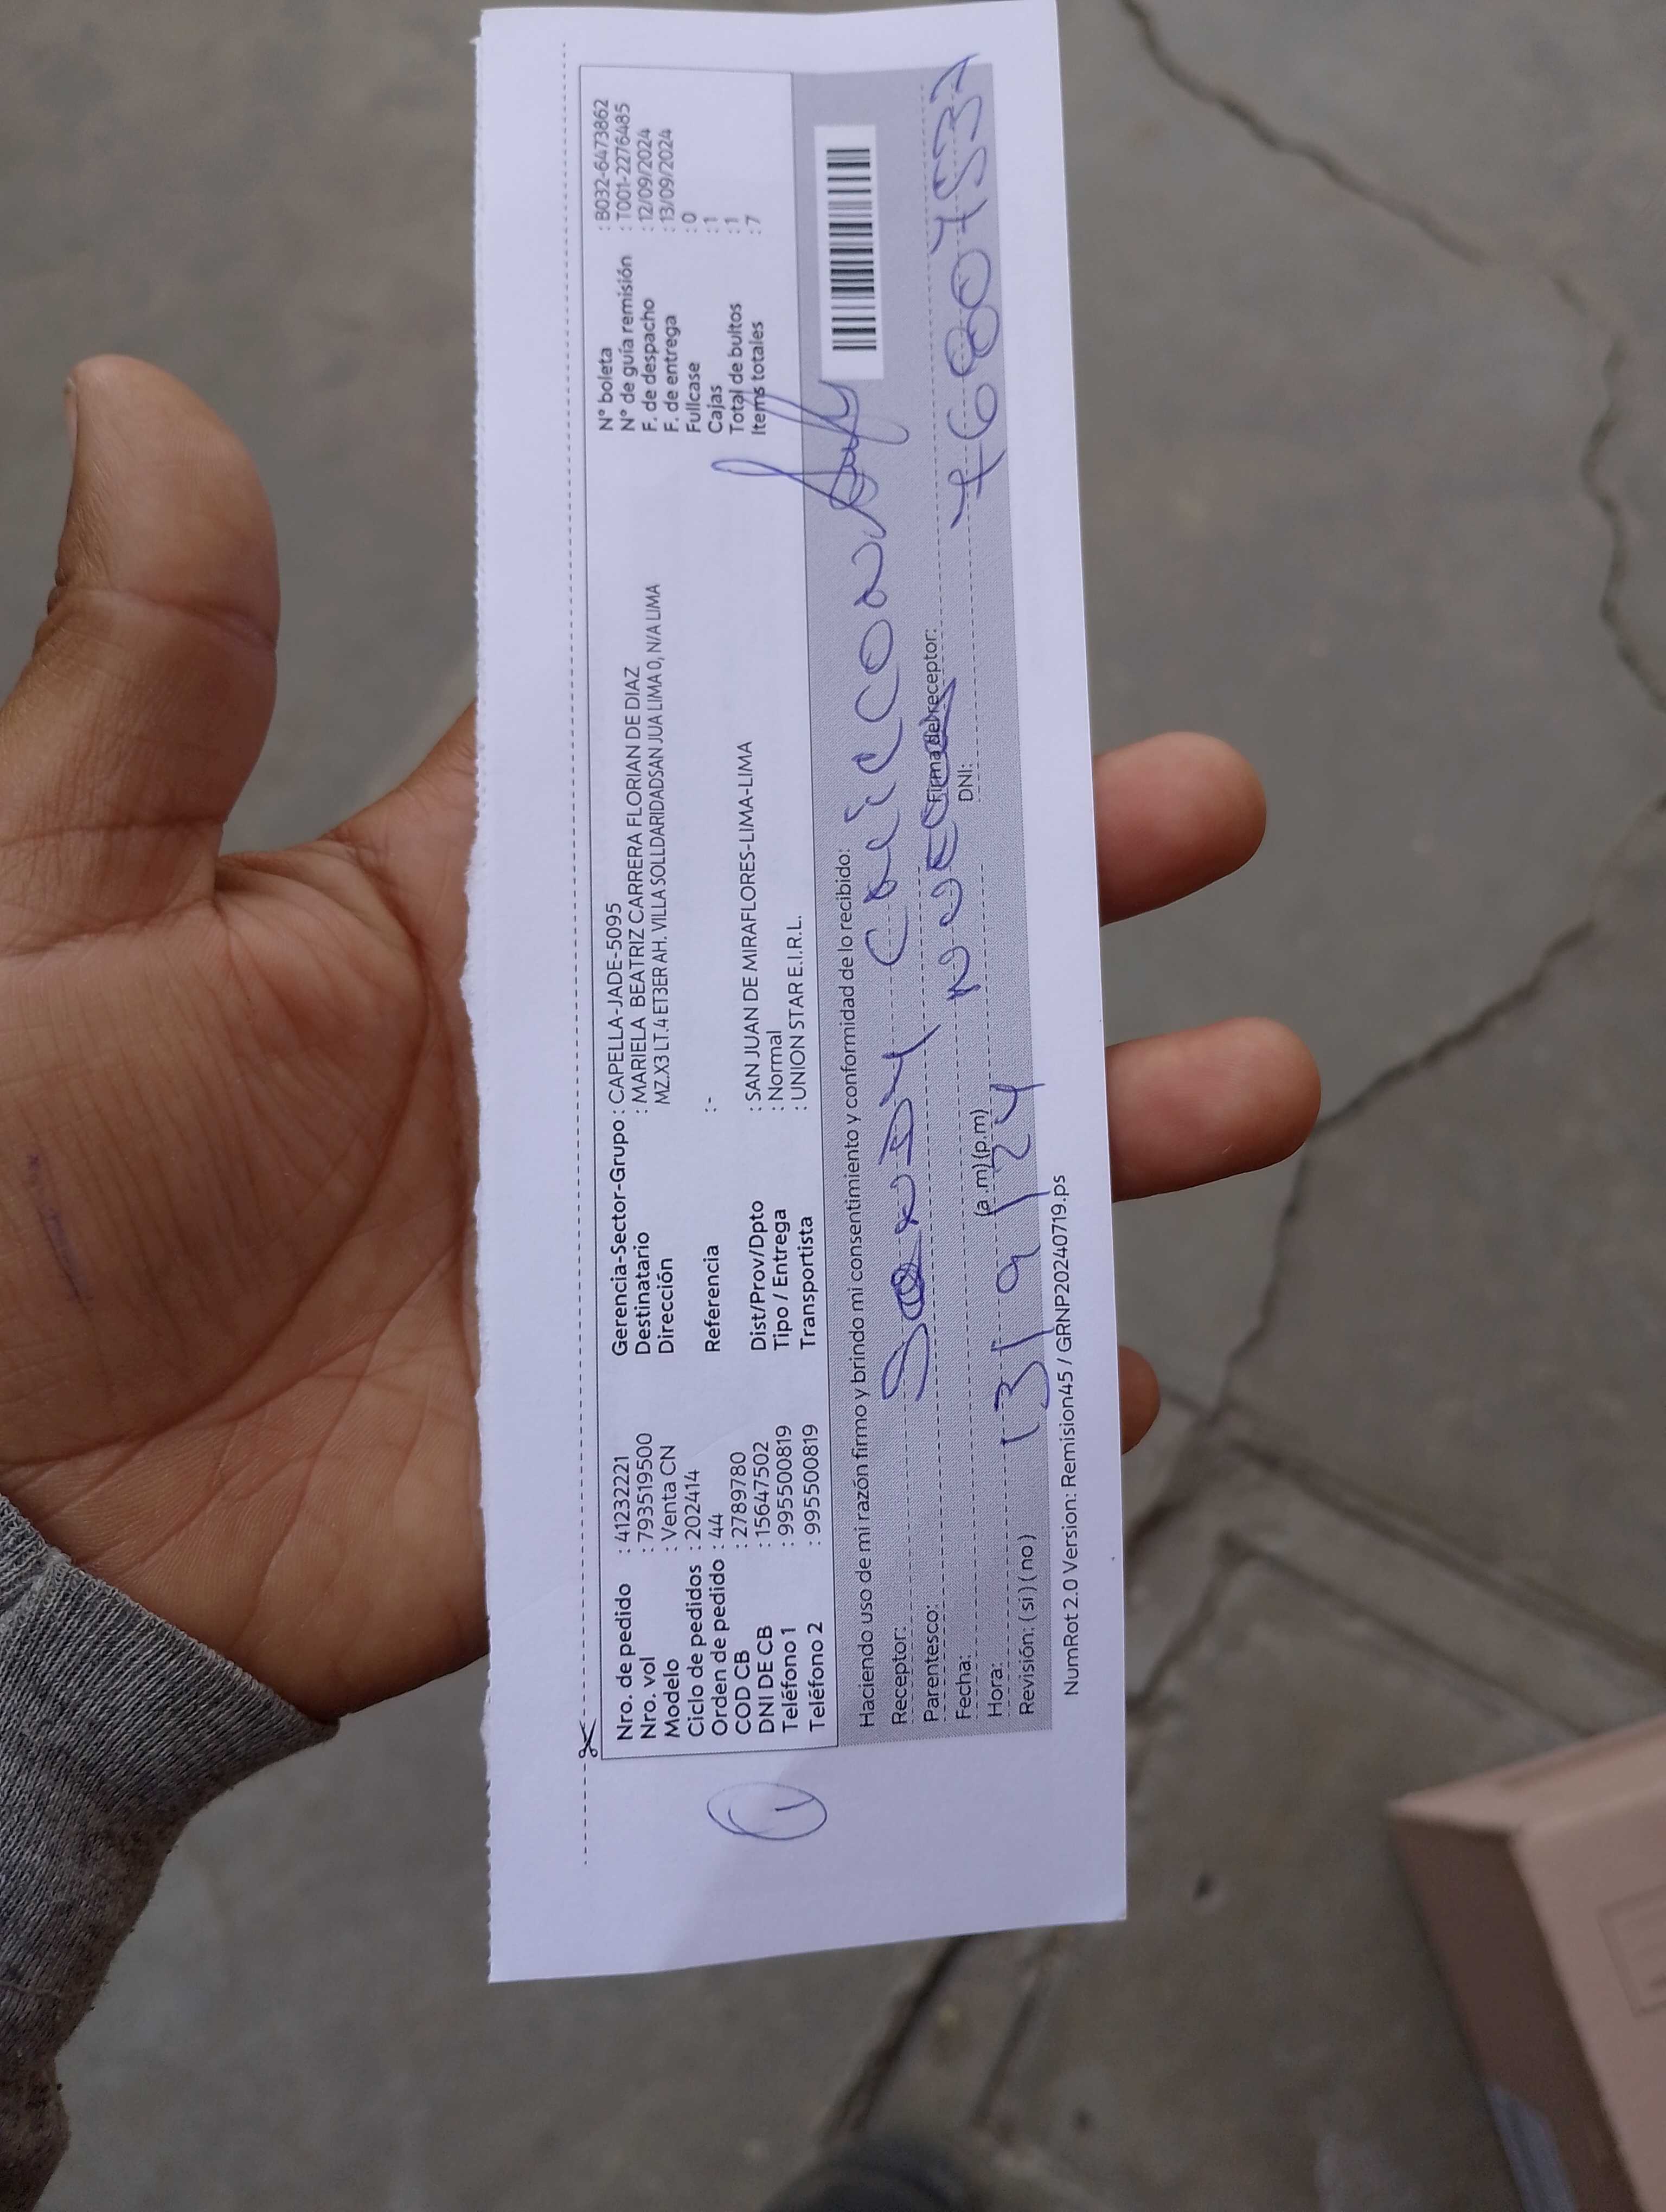 Nro. de pedido : 41232221
Nro. vol : 793519500
Modelo : Venta CN
Ciclo de pedidos : 202414
Orden de pedido : 44
COD CB : 2789780
DNI DE CB : 15647502
Teléfono 1 : 995500819
Teléfono 2 : 995500819
Gerencia-Sector-Grupo : CAPELLA-JADE-5095
Destinatario : MARIELA BEATRIZ CARRERA FLORIAN DE DIAZ
Dirección MZ.X3 LT.4 ET3ER AH. VILLA SOLLDARIDADSAN JUA LIMA 0, N/A LIMA
Referencia :-
Dist/Prov/Dpto : SAN JUAN DE MIRAFLORES-LIMA-LIMA
Tipo / Entrega : Normal
Transportista : UNION STAR E.I.R.L.
N° boleta : B032-6473862
N° de guía remisión : T001-2276485
F. de despacho : 12/09/2024
F. de entrega : 13/09/2024
Fullcase : 0
Cajas : 1
Total de bultos : 1
Items totales : 7
Haciendo uso de mi razón firmo y brindo mi consentimiento y conformidad de lo recibido:
Receptor:
Parentesco:
Firma del receptor:
Fecha:
DNI:
Hora: (a.m)(p.m)
13/9/24
Revisión: (si) (no)
NumRot 2.0 Version: Remision45 / GRNP20240719.ps